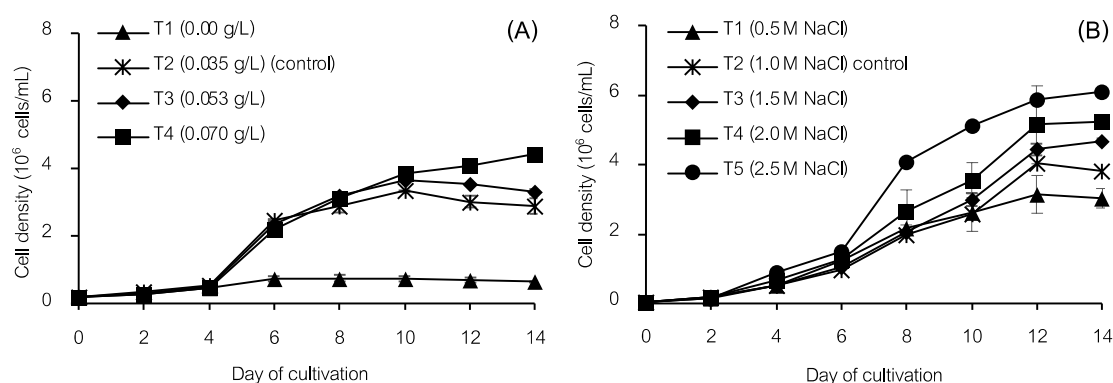 (A)
T1 (0.00 g/L)
T2 (0.035 g/L) (control)
T3 (0.053 g/L)
T4 (0.070 g/L)
Cell density (10⁶ cells/mL)
8
6
4
2
0
0 2 4 6 8 10 12 14
Day of cultivation
(B)
T1 (0.5 M NaCl)
T2 (1.0 M NaCl) control
T3 (1.5 M NaCl)
T4 (2.0 M NaCl)
T5 (2.5 M NaCl)
Cell density (10⁶ cells/mL)
8
6
4
2
0
0 2 4 6 8 10 12 14
Day of cultivation